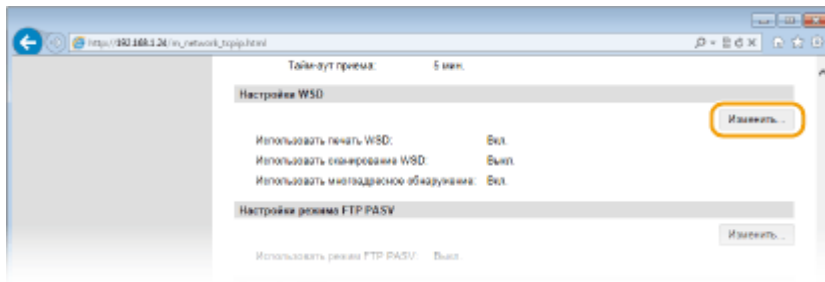 http://192.168.1.24/m_network_tcpip.html
Тайм-аут приема: 5 мин.
Настройки WSD
Изменить...
Использовать печать WSD: Вкл.
Использовать сканирование WSD: Выкл.
Использовать многоадресное обнаружение: Вкл.
Настройки режима FTP PASV
Изменить...
Использовать режим FTP PASV: Выкл.